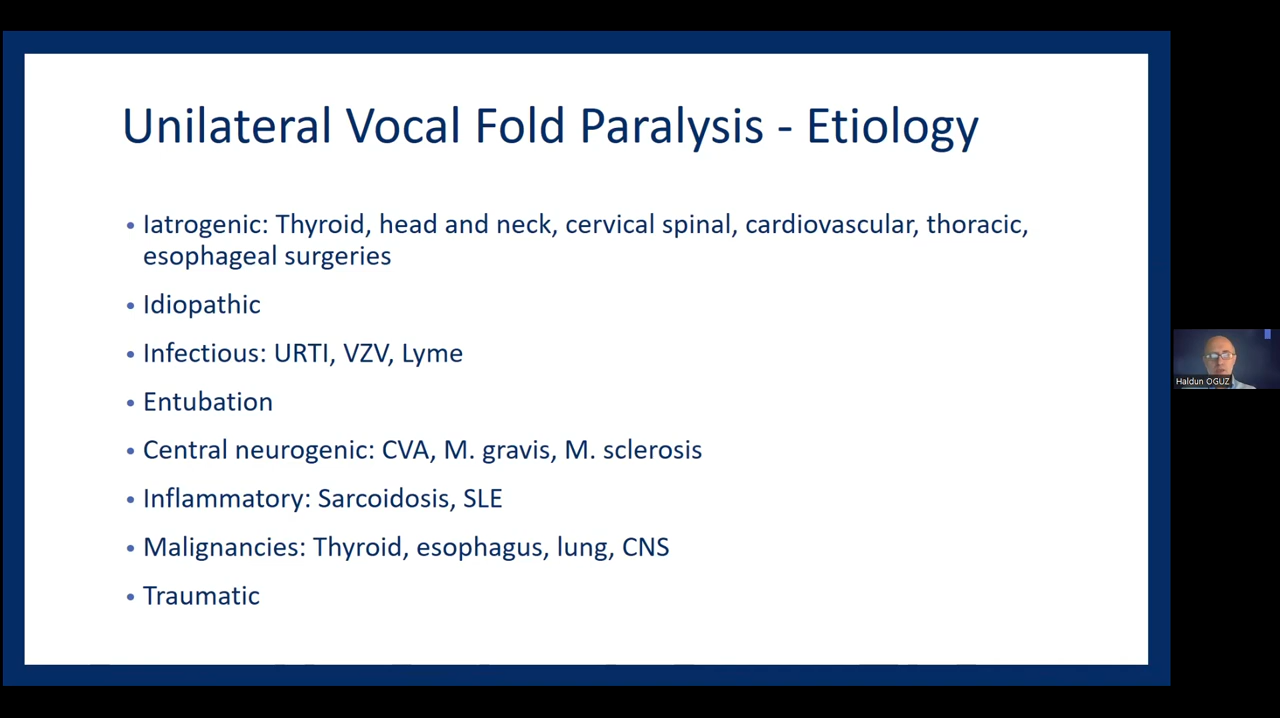 Unilateral Vocal Fold Paralysis - Etiology
• Iatrogenic: Thyroid, head and neck, cervical spinal, cardiovascular, thoracic,
esophageal surgeries
• Idiopathic
• Infectious: URTI, VZV, Lyme
• Entubation
• Central neurogenic: CVA, M. gravis, M. sclerosis
• Inflammatory: Sarcoidosis, SLE
• Malignancies: Thyroid, esophagus, lung, CNS
• Traumatic
Haldun OGUZ